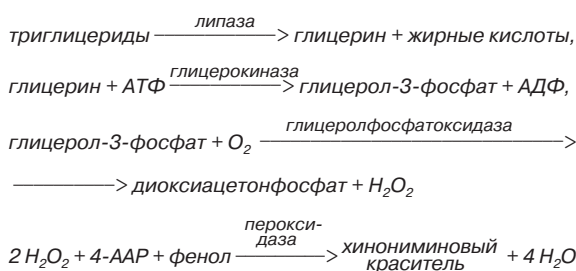 липаза
триглицериды ————> глицерин + жирные кислоты,
глицерокиназа
глицерин + АТФ ————> глицерол-3-фосфат + АДФ,
глицеролфосфатоксидаза
глицерол-3-фосфат + O₂ ————————>
————> диоксиацетонфосфат + H₂O₂
перокси-
даза
2 H₂O₂ + 4-ААР + фенол ————> хинониминовый + 4 H₂O
краситель